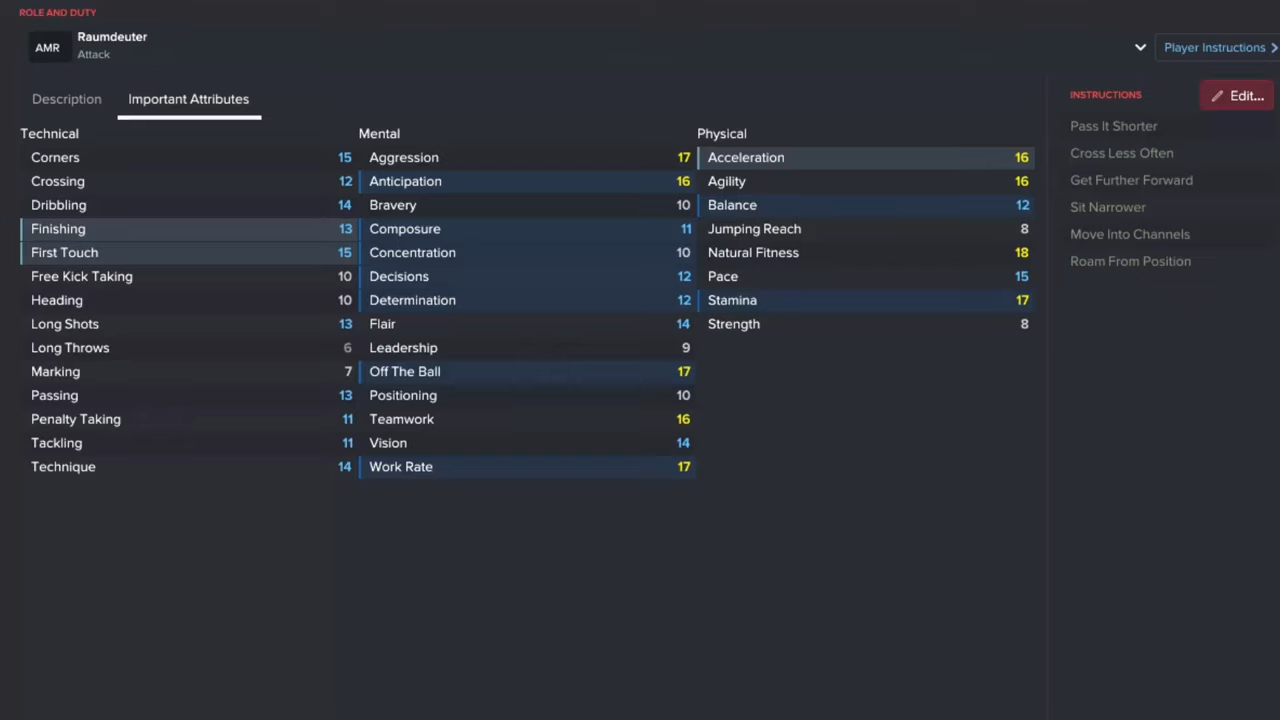 ROLE AND DUTY
AMR
Raumdeuter
Attack
Player Instructions
Description
Important Attributes
INSTRUCTIONS
Edit...
Technical
Mental
Physical
Corners 15 Aggression 17 Acceleration 16
Crossing 12 Anticipation 16 Agility 16
Dribbling 14 Bravery 10 Balance 12
Finishing 13 Composure 11 Jumping Reach 8
First Touch 15 Concentration 10 Natural Fitness 18
Free Kick Taking 10 Decisions 12 Pace 15
Heading 10 Determination 12 Stamina 17
Long Shots 13 Flair 14 Strength 8
Long Throws 6 Leadership 9
Marking 7 Off The Ball 17
Passing 13 Positioning 10
Penalty Taking 11 Teamwork 16
Tackling 11 Vision 14
Technique 14 Work Rate 17
Pass It Shorter
Cross Less Often
Get Further Forward
Sit Narrower
Move Into Channels
Roam From Position